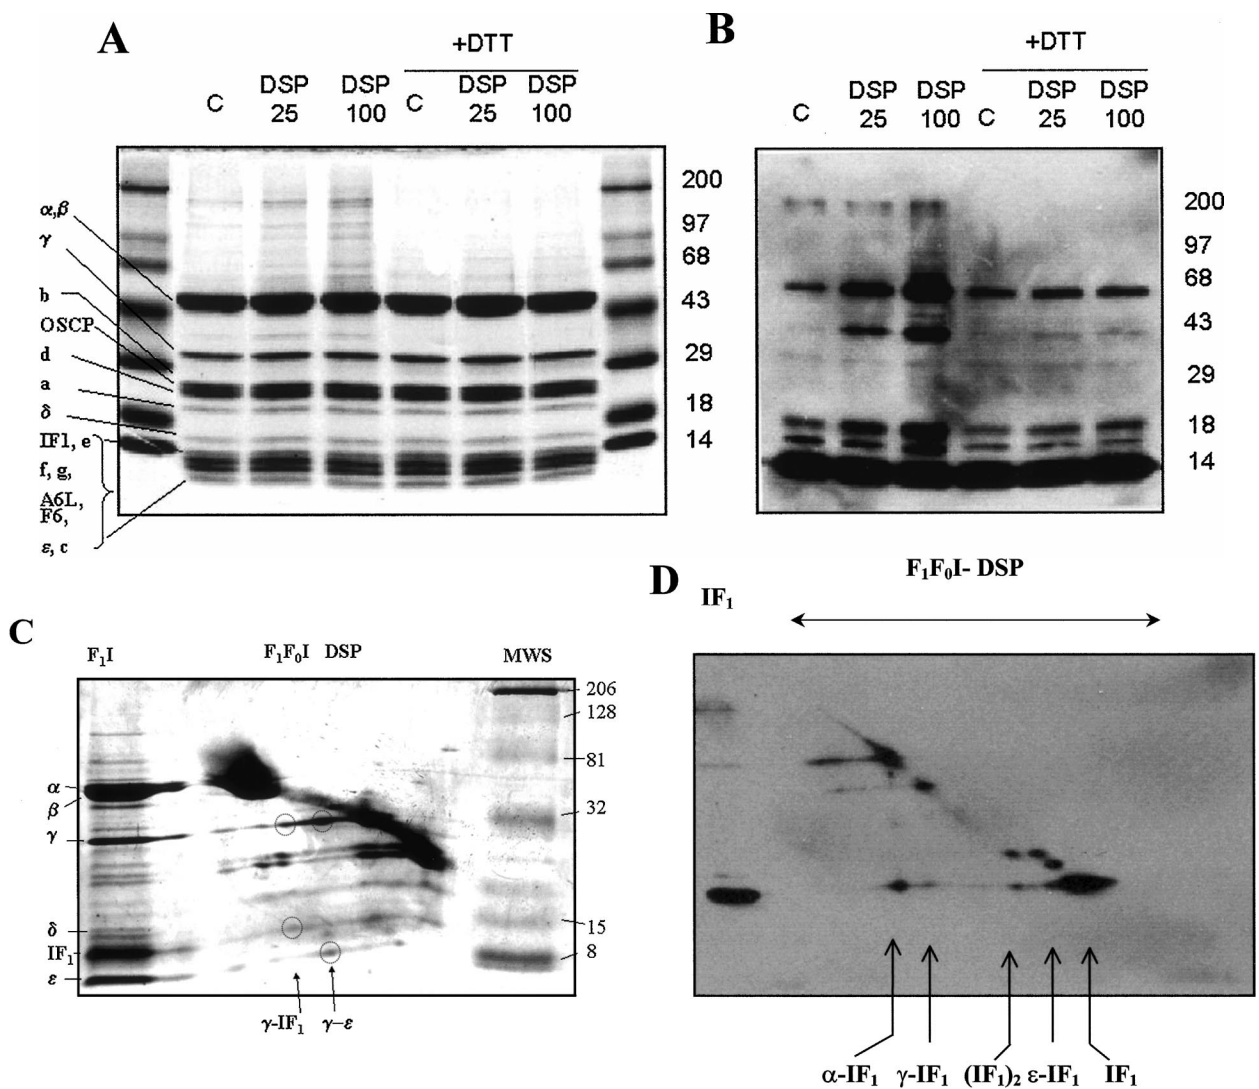 A
+DTT
C
DSP
25
DSP
100
C
DSP
25
DSP
100
α,β
γ
b
OSCP
d
a
δ
IF1, e
f, g,
A6L,
F6,
ε, c
200
97
68
43
29
18
14
B
+DTT
C
DSP
25
DSP
100
C
DSP
25
DSP
100
200
97
68
43
29
18
14
C
F₁I
F₁F₀I DSP
MWS
α
β
γ
δ
IF₁
ε
206
128
81
32
15
8
γ-IF₁ γ–ε
D
F₁F₀I- DSP
IF₁
α-IF₁ γ-IF₁ (IF₁)₂ ε-IF₁ IF₁